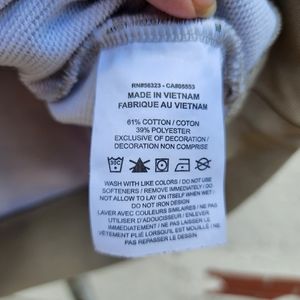 RN#56323 - CA#05553
MADE IN VIETNAM
FABRIQUE AU VIETNAM
61% COTTON / COTON
39% POLYESTER
EXCLUSIVE OF DECORATION /
DECORATION NON COMPRISE
WASH WITH LIKE COLORS / DO NOT USE
SOFTENERS / REMOVE IMMEDIATELY / DO
NOT ALLOW TO LAY ON ITSELF WHEN WET /
DO NOT IRON DESIGN
LAVER AVEC COULEURS SIMILAIRES / NE PAS
UTILISER D'ADOUCISSEUR / ENLEVER
IMMÉDIATEMENT / NE PAS LAISSER LE
VÊTEMENT PLIÉ LORSQU'IL EST MOUILLÉ / NE
PAS REPASSER LE DESSIN